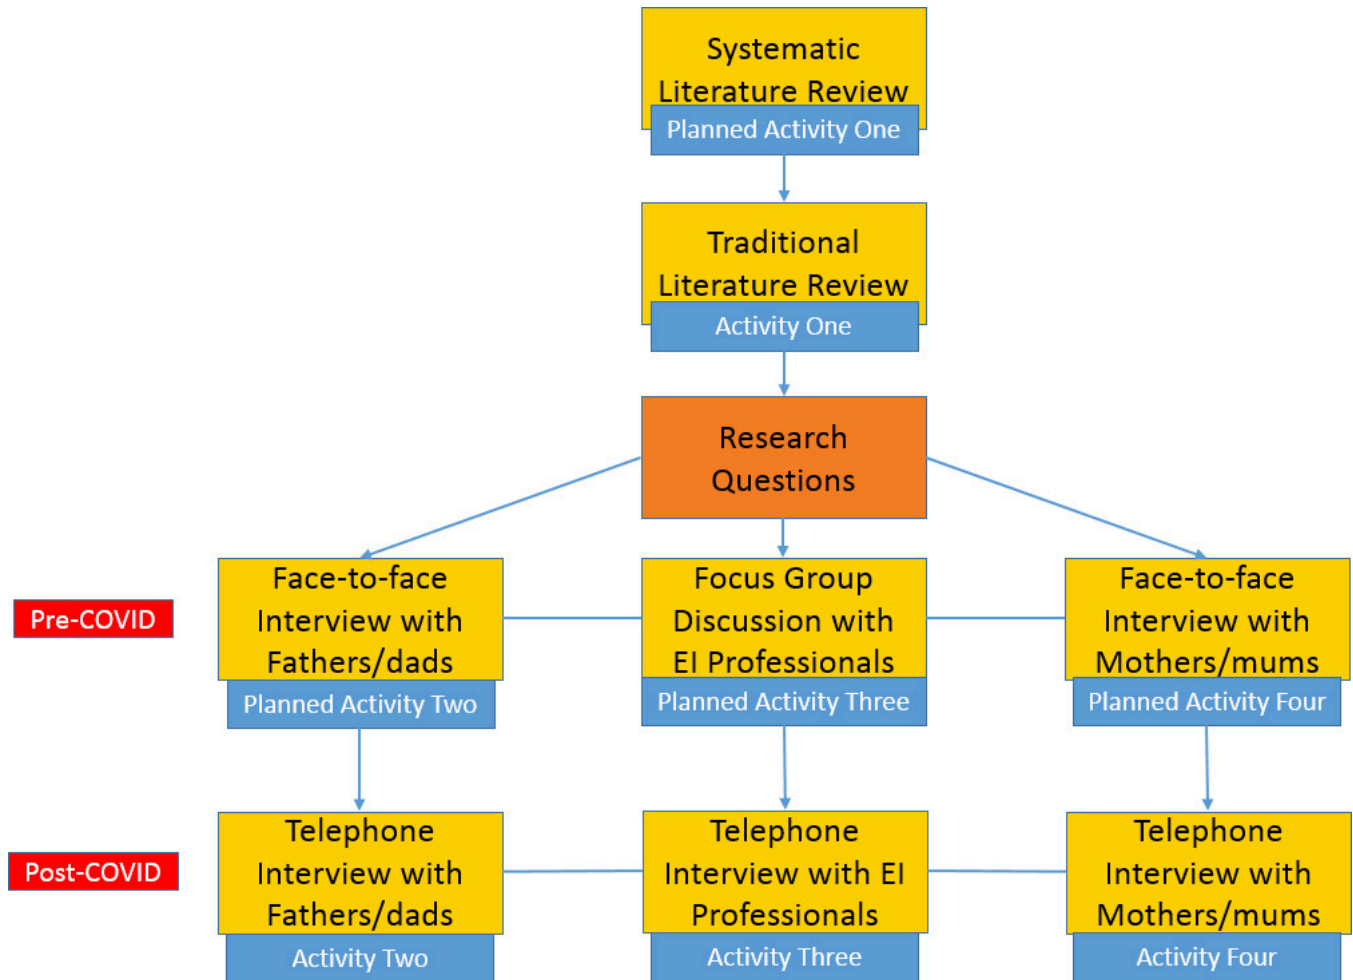 Systematic
Literature Review
Planned Activity One
Traditional
Literature Review
Activity One
Research
Questions
Pre-COVID
Face-to-face
Interview with
Fathers/dads
Planned Activity Two
Focus Group
Discussion with
EI Professionals
Planned Activity Three
Face-to-face
Interview with
Mothers/mums
Planned Activity Four
Post-COVID
Telephone
Interview with
Fathers/dads
Activity Two
Telephone
Interview with EI
Professionals
Activity Three
Telephone
Interview with
Mothers/mums
Activity Four